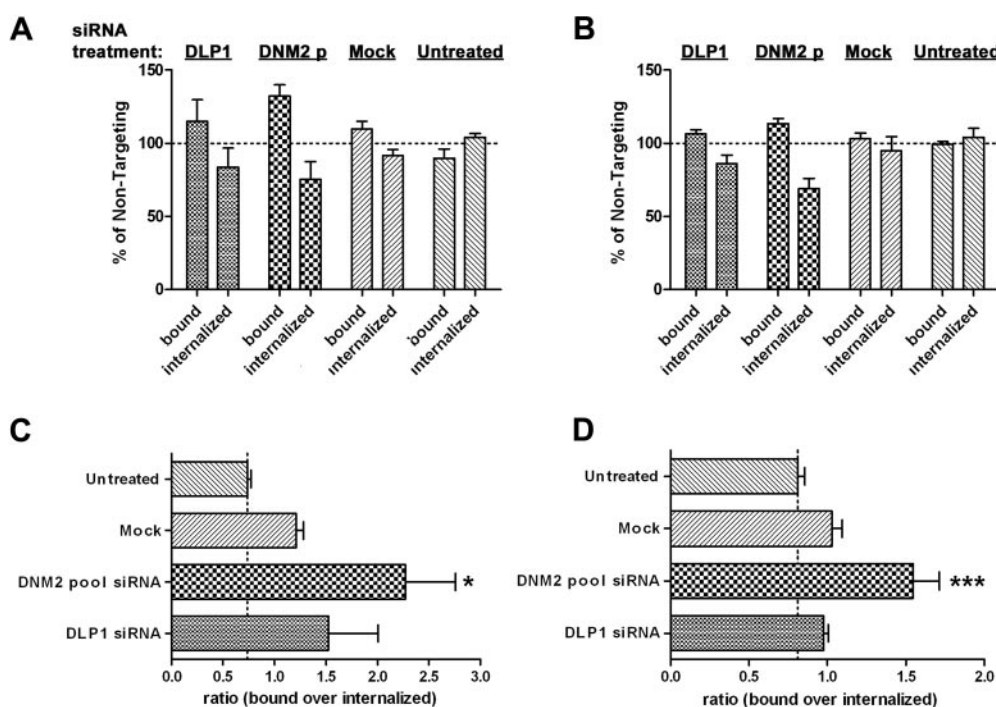 A
siRNA
treatment: DLP1 DNM2 p Mock Untreated
% of Non-Targeting
150
100
50
0
bound
internalized
bound
internalized
bound
internalized
bound
internalized
B
DLP1 DNM2 p Mock Untreated
% of Non-Targeting
150
100
50
0
bound
internalized
bound
internalized
bound
internalized
bound
internalized
C
Untreated
Mock
DNM2 pool siRNA *
DLP1 siRNA
0.0 0.5 1.0 1.5 2.0 2.5 3.0
ratio (bound over internalized)
D
Untreated
Mock
DNM2 pool siRNA ***
DLP1 siRNA
0.0 0.5 1.0 1.5 2.0
ratio (bound over internalized)